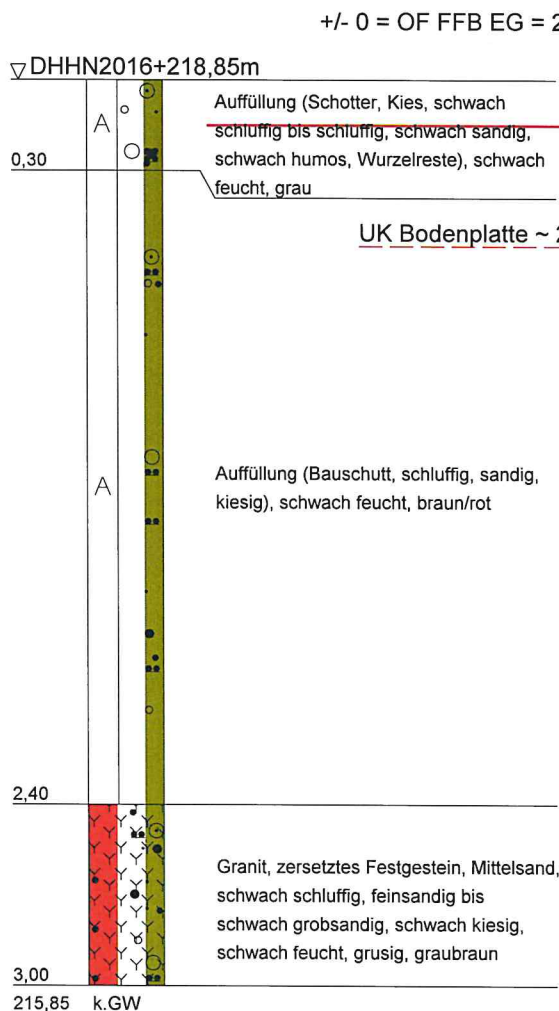 +/- 0 = OF FFB EG = 2
DHHN2016+218,85m
A
Auffüllung (Schotter, Kies, schwach
schluffig bis schluffig, schwach sandig,
schwach humos, Wurzelreste), schwach
feucht, grau
0,30
UK Bodenplatte ~ 2
A
Auffüllung (Bauschutt, schluffig, sandig,
kiesig), schwach feucht, braun/rot
2,40
Granit, zersetztes Festgestein, Mittelsand,
schwach schluffig, feinsandig bis
schwach grobsandig, schwach kiesig,
schwach feucht, grusig, graubraun
3,00
215,85 k.GW